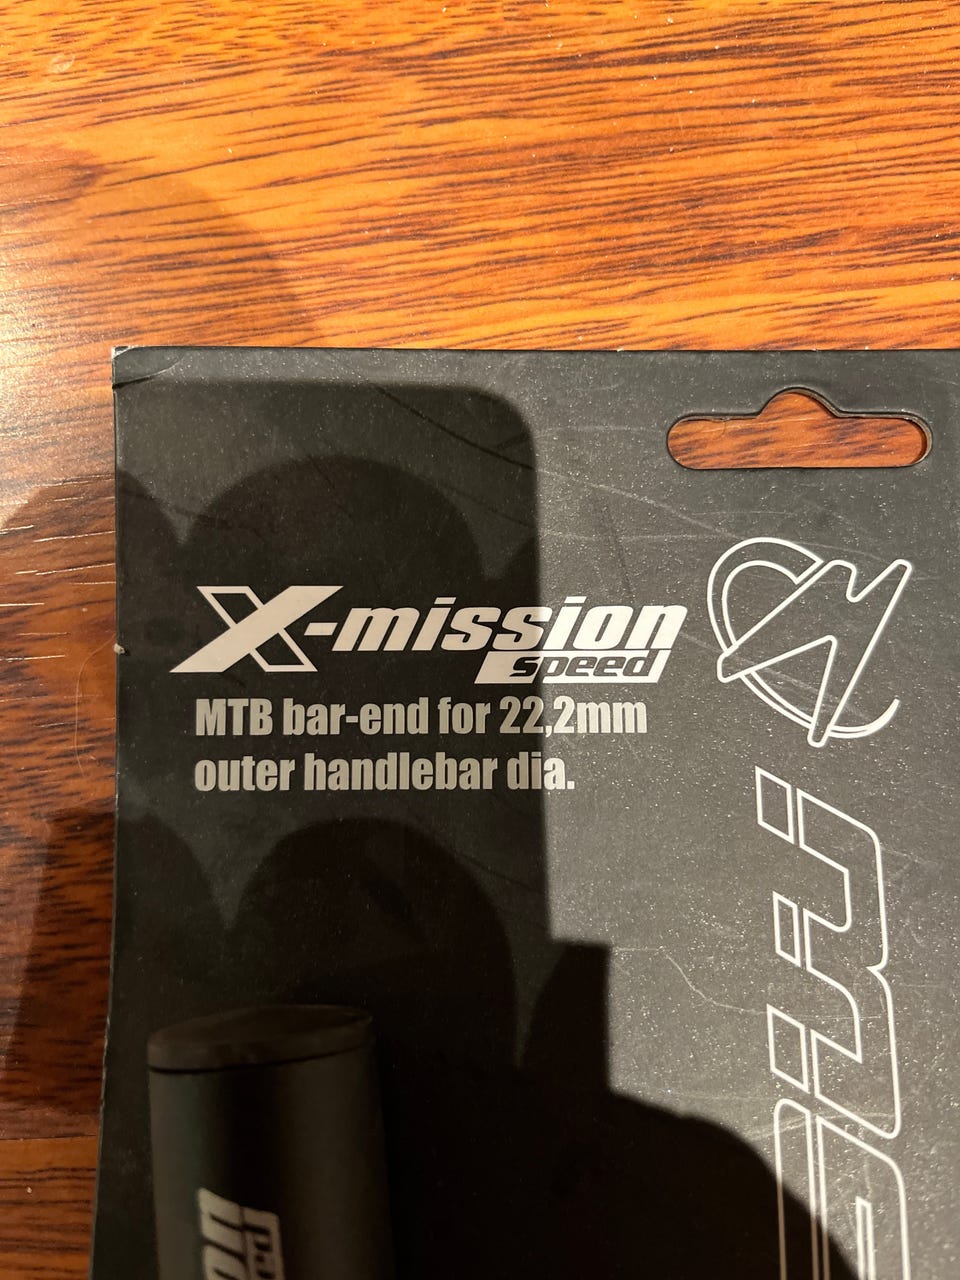 X-mission
speed
MTB bar-end for 22,2mm
outer handlebar dia.